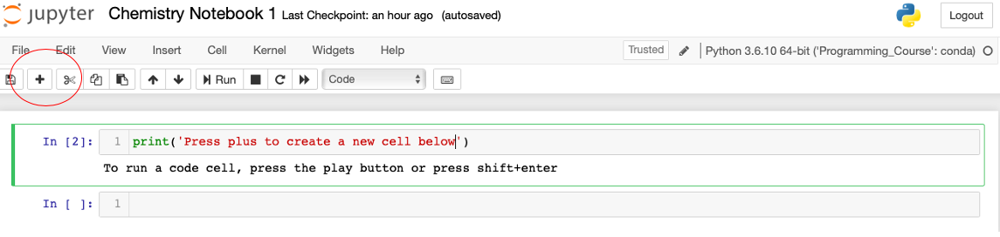 jupyter Chemistry Notebook 1 Last Checkpoint: an hour ago (autosaved) Logout
File Edit View Insert Cell Kernel Widgets Help Trusted Python 3.6.10 64-bit ('Programming_Course': conda)
Run Code
In [2]: 1 print('Press plus to create a new cell below')
To run a code cell, press the play button or press shift+enter
In [ ]: 1